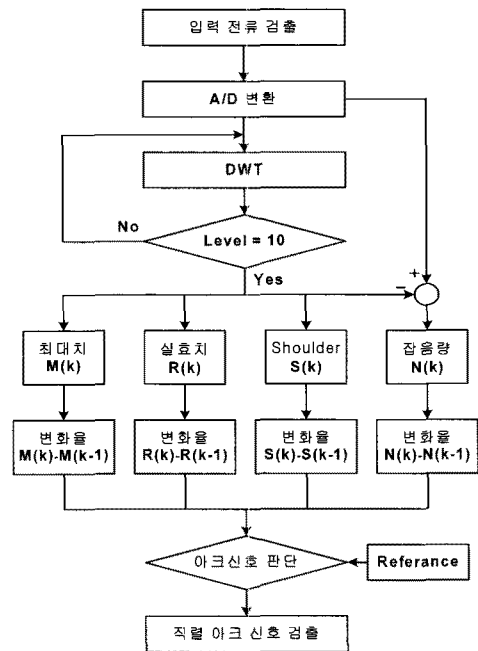 입력 전류 검출
A/D 변환
DWT
No
Level = 10
Yes
+
−
최대치
M(k)
실효치
R(k)
Shoulder
S(k)
잡음량
N(k)
변화율
M(k)-M(k-1)
변화율
R(k)-R(k-1)
변화율
S(k)-S(k-1)
변화율
N(k)-N(k-1)
아크신호 판단
Referance
직렬 아크 신호 검출